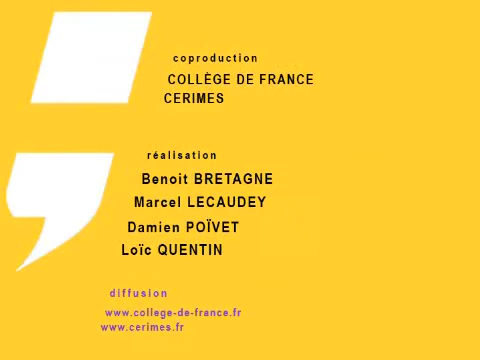 coproduction
COLLÈGE DE FRANCE
CERIMES
réalisation
Benoit BRETAGNE
Marcel LECAUDEY
Damien POÏVET
Loïc QUENTIN
diffusion
www.college-de-france.fr
www.cerimes.fr